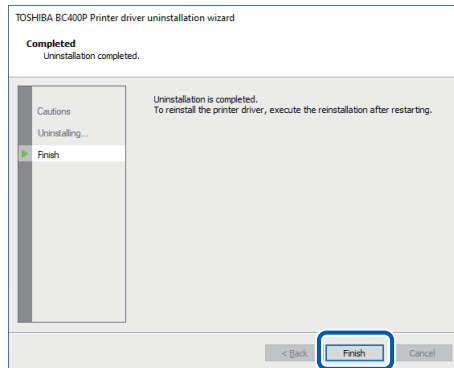 TOSHIBA BC400P Printer driver uninstallation wizard
Completed
Uninstallation completed.
Cautions
Uninstalling...
Finish
Uninstallation is completed.
To reinstall the printer driver, execute the reinstallation after restarting.
< Back
Finish
Cancel